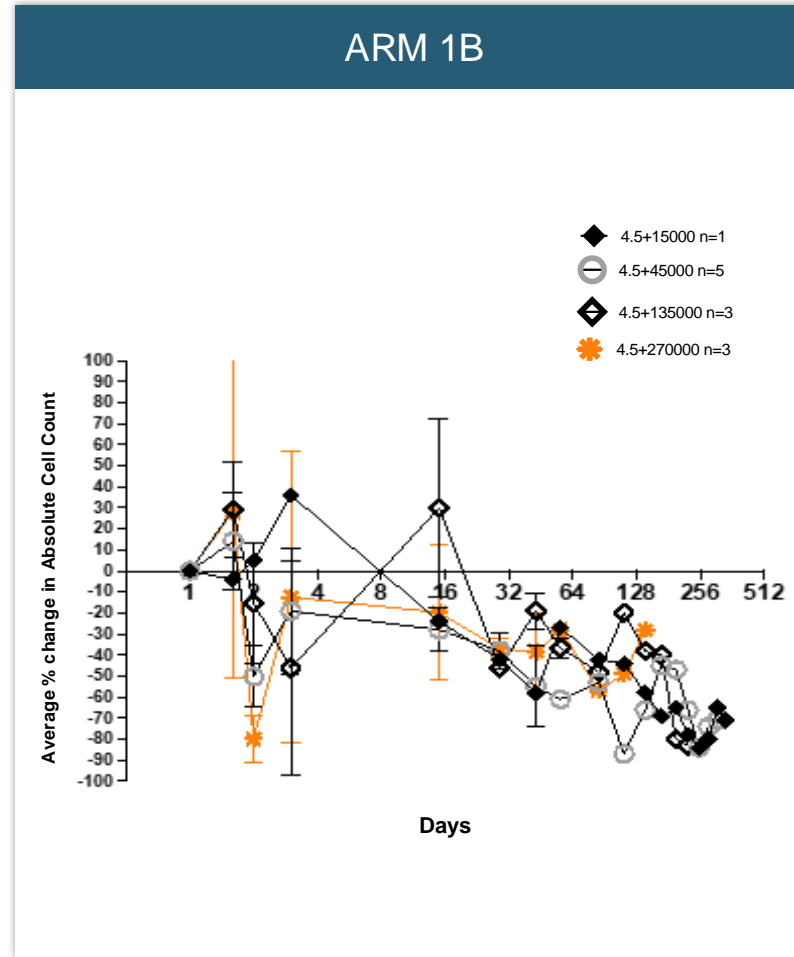 ARM 1B
4.5+15000 n=1
4.5+45000 n=5
4.5+135000 n=3
4.5+270000 n=3
Average % change in Absolute Cell Count
100
90
80
70
60
50
40
30
20
10
0
-10
-20
-30
-40
-50
-60
-70
-80
-90
-100
1 2 4 8 16 32 64 128 256 512
Days